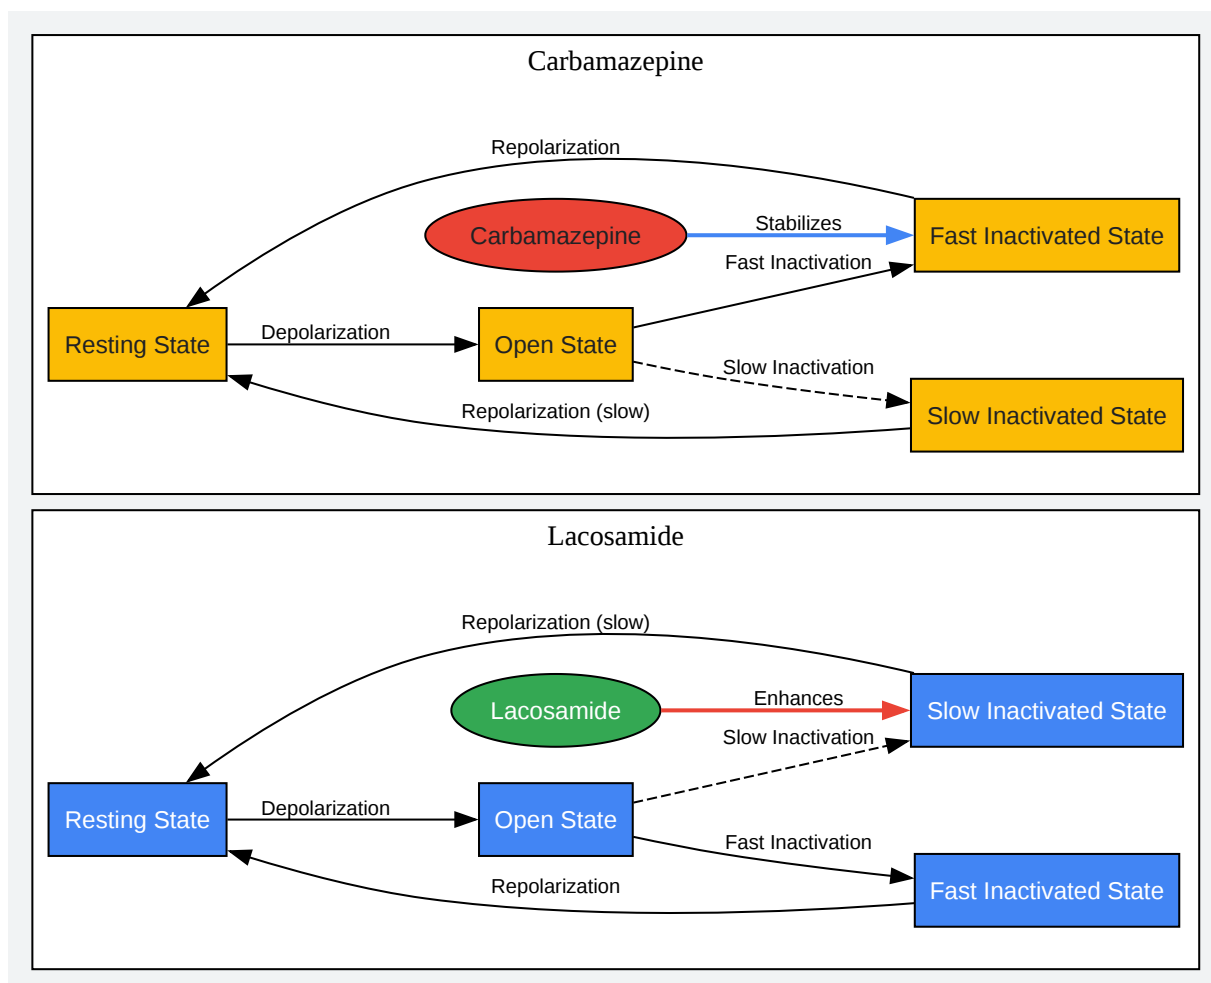 Carbamazepine
Repolarization
Carbamazepine
Stabilizes
Fast Inactivated State
Fast Inactivation
Resting State
Depolarization
Open State
Slow Inactivation
Repolarization (slow)
Slow Inactivated State
Lacosamide
Repolarization (slow)
Lacosamide
Enhances
Slow Inactivated State
Slow Inactivation
Resting State
Depolarization
Open State
Fast Inactivation
Repolarization
Fast Inactivated State